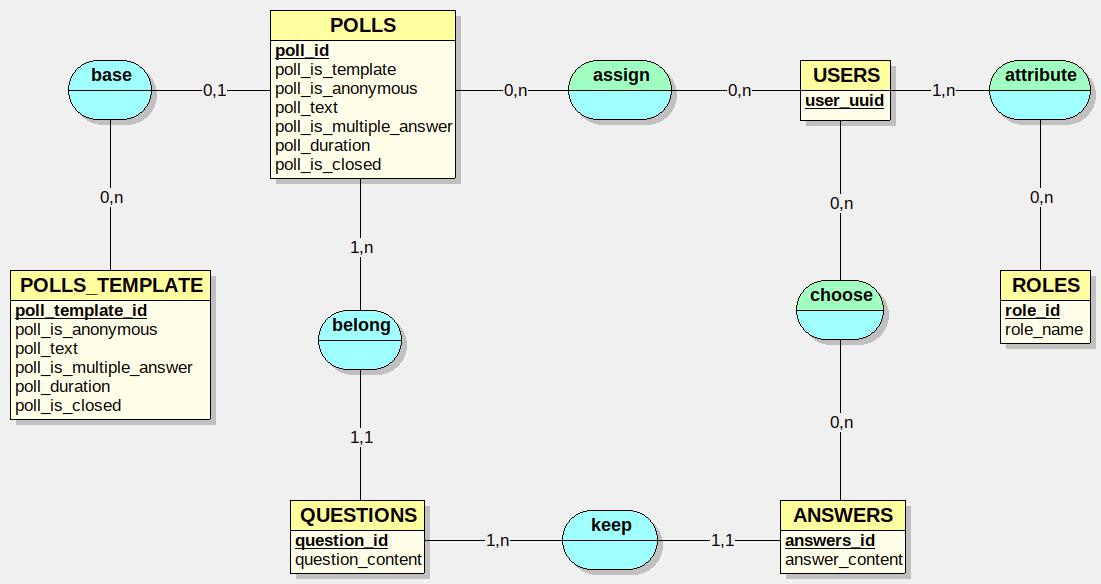 POLLS
poll_id
poll_is_template
poll_is_anonymous
poll_text
poll_is_multiple_answer
poll_duration
poll_is_closed
base
0,1
0,n
assign
0,n
USERS
user_uuid
1,n
attribute
0,n
1,n
0,n
0,n
POLLS_TEMPLATE
poll_template_id
poll_is_anonymous
poll_text
poll_is_multiple_answer
poll_duration
poll_is_closed
belong
choose
ROLES
role_id
role_name
1,1
0,n
QUESTIONS
question_id
question_content
1,n
keep
1,1
ANSWERS
answers_id
answer_content